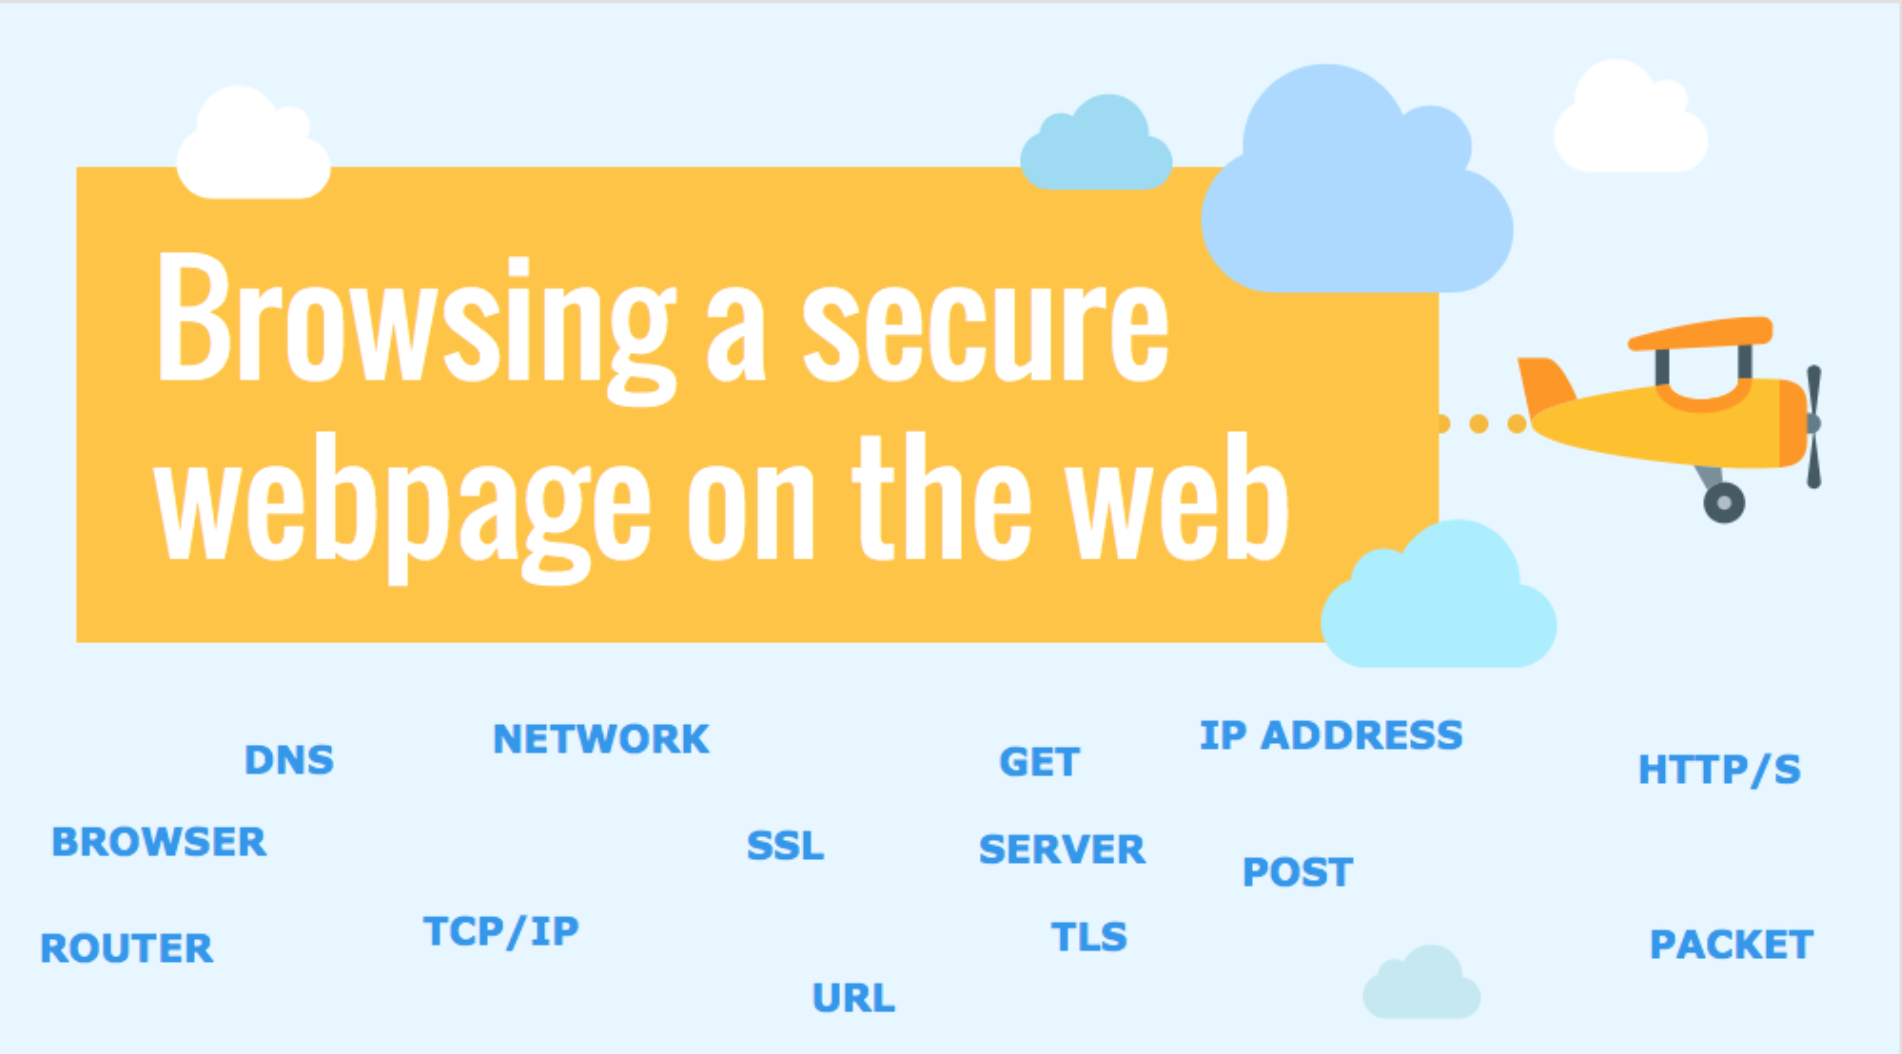 Browsing a secure
webpage on the web
DNS
NETWORK
GET
IP ADDRESS
HTTP/S
BROWSER
SSL
SERVER
POST
ROUTER
TCP/IP
TLS
PACKET
URL